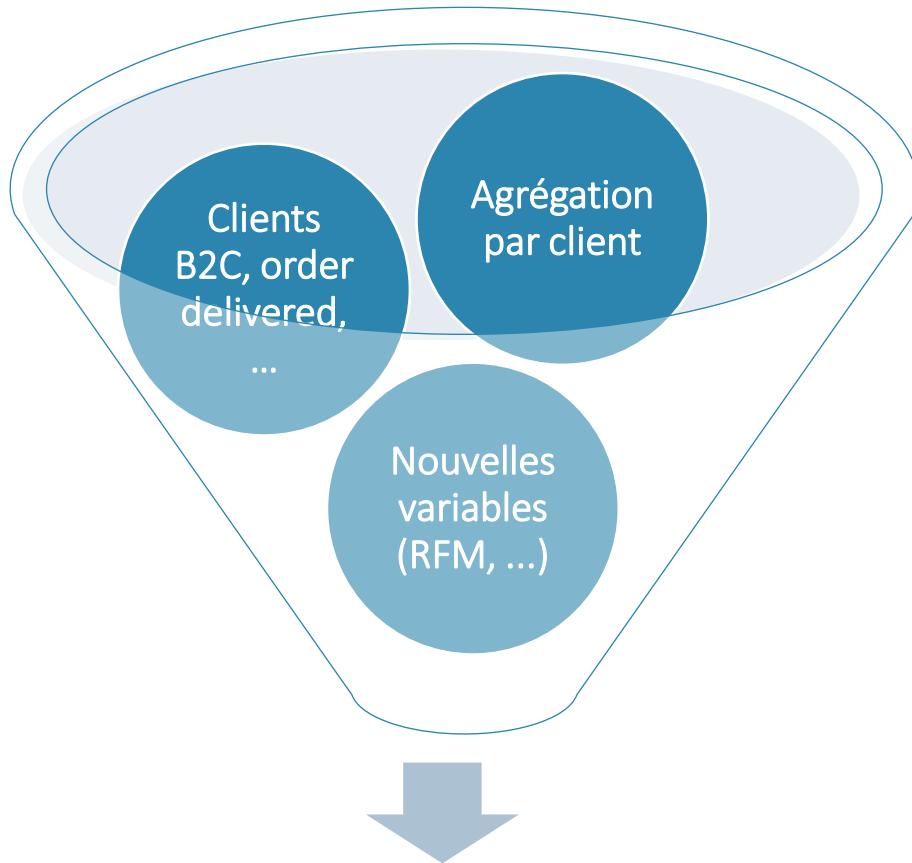 Clients
B2C, order
delivered,
...
Agrégation
par client
Nouvelles
variables
(RFM, ...)